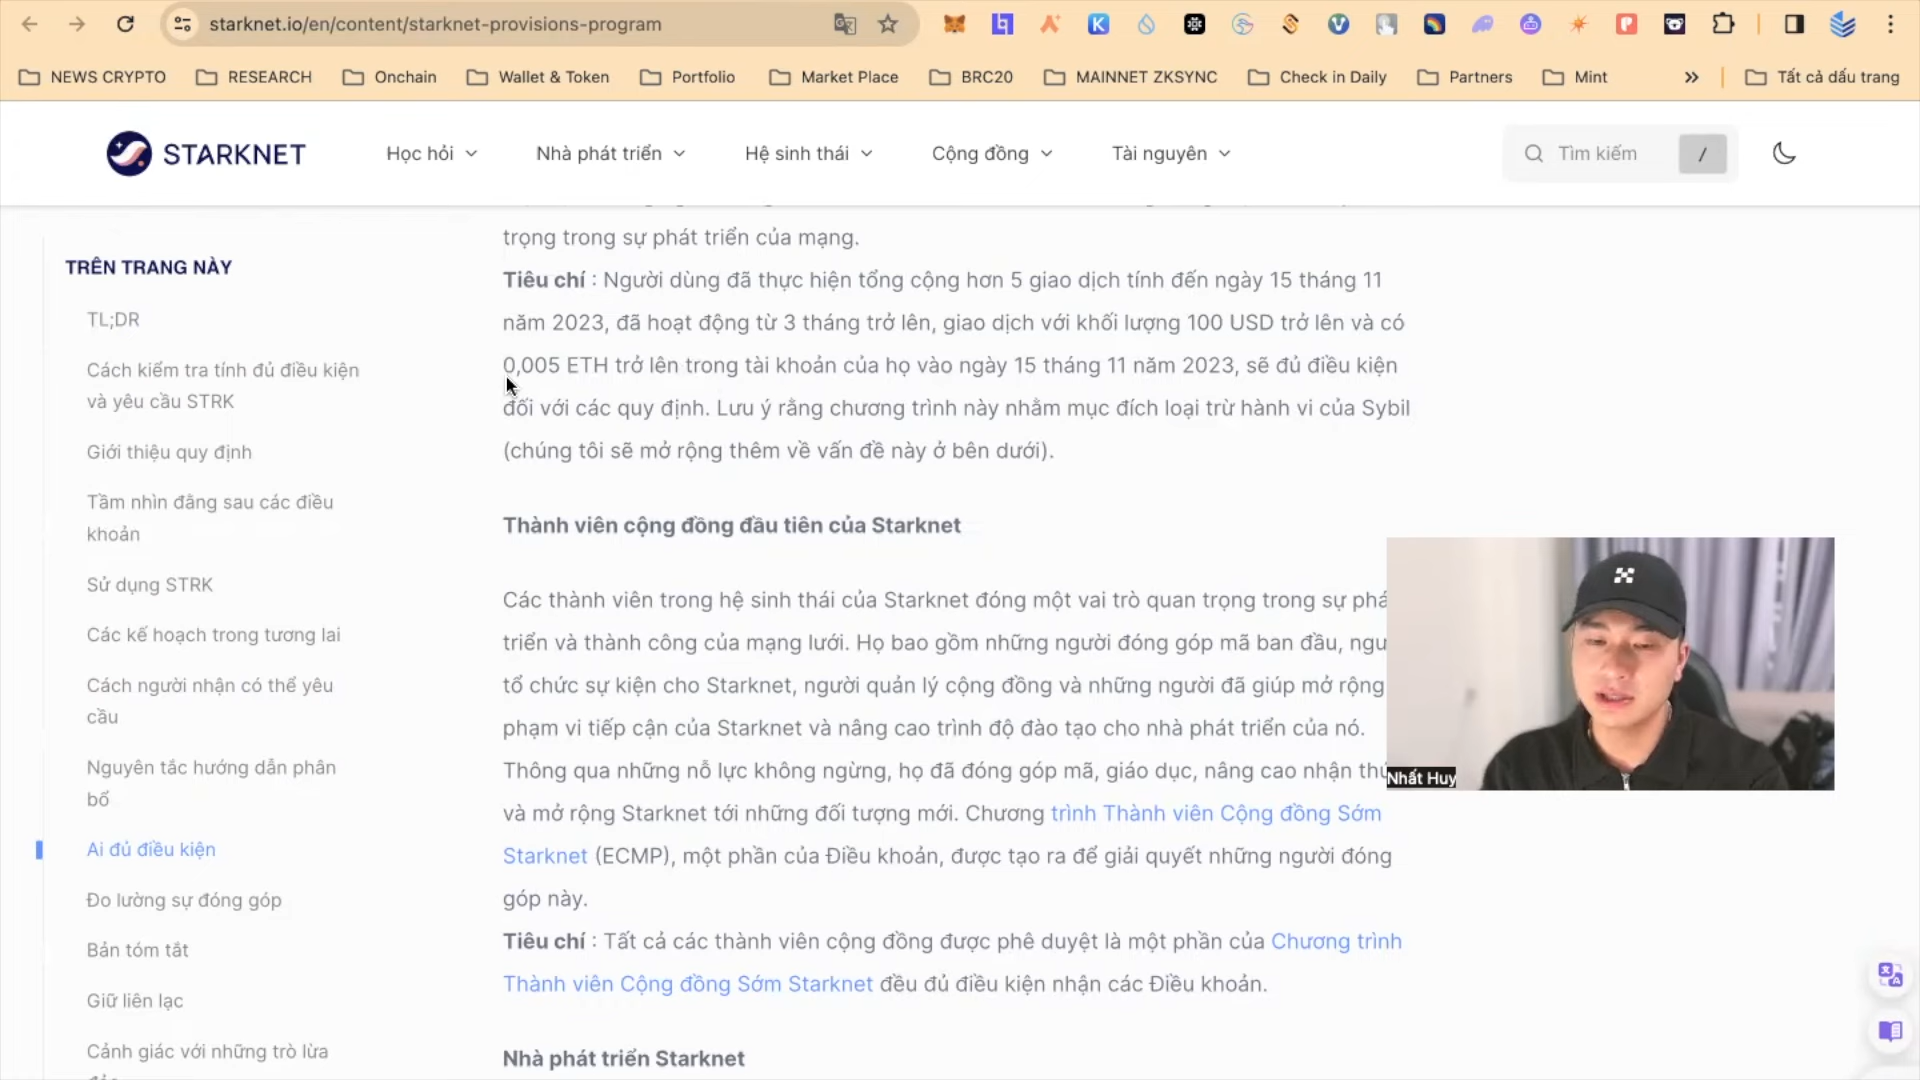 starknet.io/en/content/starknet-provisions-program
NEWS CRYPTO
RESEARCH
Onchain
Wallet & Token
Portfolio
Market Place
BRC20
MAINNET ZKSYNC
Check in Daily
Partners
Mint
»
Tất cả dấu trang
STARKNET
Học hỏi
Nhà phát triển
Hệ sinh thái
Cộng đồng
Tài nguyên
Tìm kiếm
/
TRÊN TRANG NÀY
TL;DR
Cách kiểm tra tính đủ điều kiện
và yêu cầu STRK
Giới thiệu quy định
Tầm nhìn đằng sau các điều
khoản
Sử dụng STRK
Các kế hoạch trong tương lai
Cách người nhận có thể yêu
cầu
Nguyên tắc hướng dẫn phân
bổ
Ai đủ điều kiện
Đo lường sự đóng góp
Bản tóm tắt
Giữ liên lạc
Cảnh giác với những trò lừa
trọng trong sự phát triển của mạng.
Tiêu chí : Người dùng đã thực hiện tổng cộng hơn 5 giao dịch tính đến ngày 15 tháng 11
năm 2023, đã hoạt động từ 3 tháng trở lên, giao dịch với khối lượng 100 USD trở lên và có
0,005 ETH trở lên trong tài khoản của họ vào ngày 15 tháng 11 năm 2023, sẽ đủ điều kiện
đối với các quy định. Lưu ý rằng chương trình này nhằm mục đích loại trừ hành vi của Sybil
(chúng tôi sẽ mở rộng thêm về vấn đề này ở bên dưới).
Thành viên cộng đồng đầu tiên của Starknet
Các thành viên trong hệ sinh thái của Starknet đóng một vai trò quan trọng trong sự phá
triển và thành công của mạng lưới. Họ bao gồm những người đóng góp mã ban đầu, ngu
tổ chức sự kiện cho Starknet, người quản lý cộng đồng và những người đã giúp mở rộng
phạm vi tiếp cận của Starknet và nâng cao trình độ đào tạo cho nhà phát triển của nó.
Thông qua những nỗ lực không ngừng, họ đã đóng góp mã, giáo dục, nâng cao nhận thứ
và mở rộng Starknet tới những đối tượng mới. Chương trình Thành viên Cộng đồng Sớm
Starknet (ECMP), một phần của Điều khoản, được tạo ra để giải quyết những người đóng
góp này.
Tiêu chí : Tất cả các thành viên cộng đồng được phê duyệt là một phần của Chương trình
Thành viên Cộng đồng Sớm Starknet đều đủ điều kiện nhận các Điều khoản.
Nhà phát triển Starknet
Nhất Huy